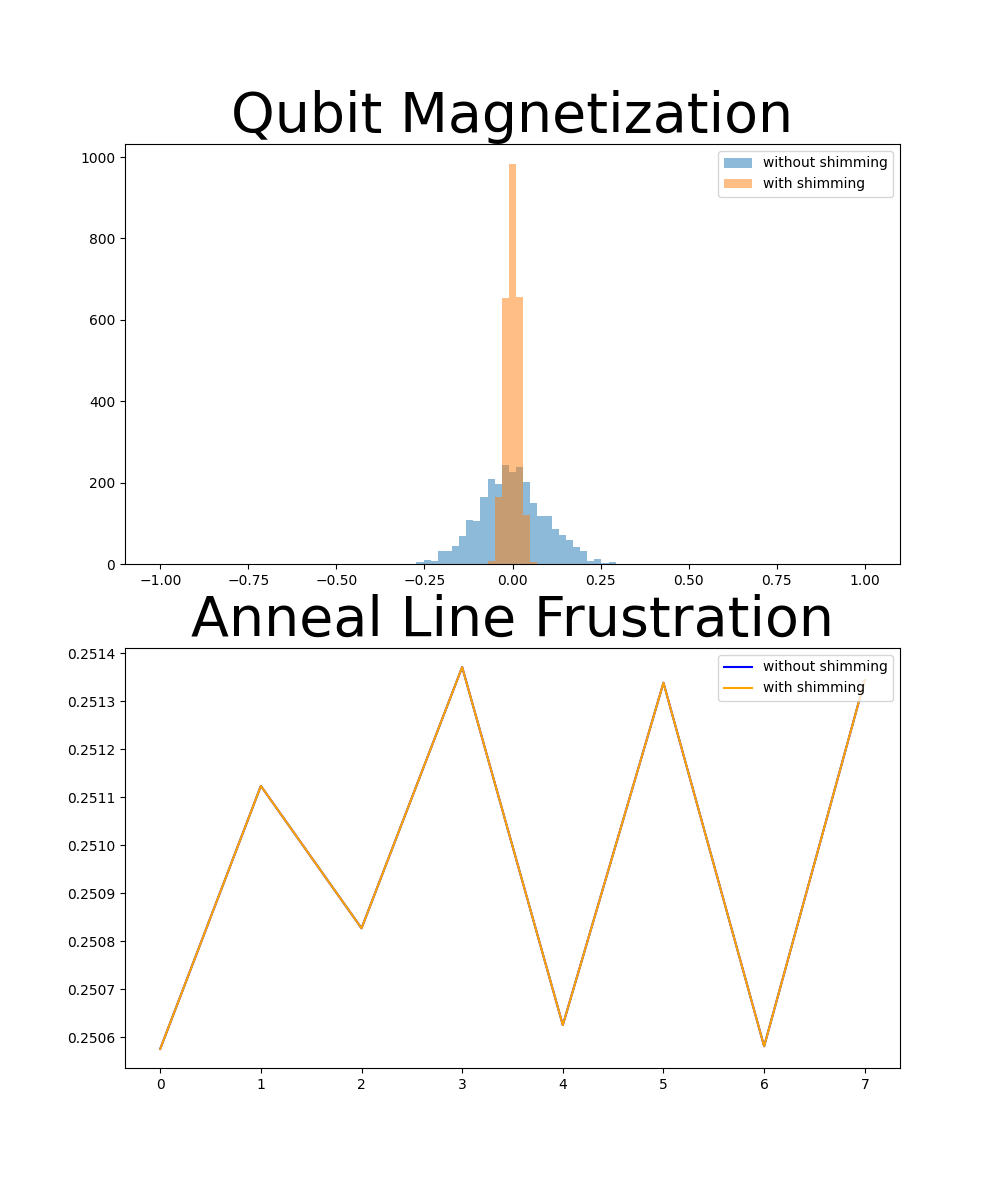 Qubit Magnetization
1000
800
600
400
200
0
without shimming
with shimming
−1.00 −0.75 −0.50 −0.25 0.00 0.25 0.50 0.75 1.00
Anneal Line Frustration
0.2514
0.2513
0.2512
0.2511
0.2510
0.2509
0.2508
0.2507
0.2506
without shimming
with shimming
0 1 2 3 4 5 6 7